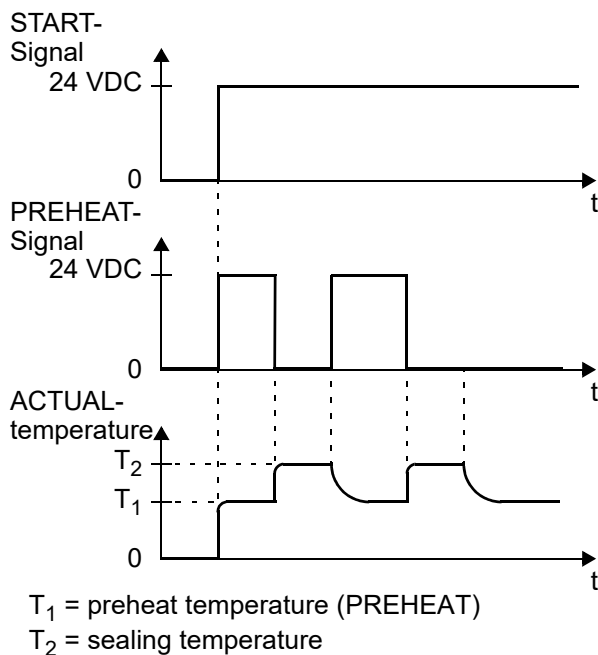 START-
Signal
24 VDC
0
t
PREHEAT-
Signal
24 VDC
0
t
ACTUAL-
temperature
T2
T1
0
t
T1 = preheat temperature (PREHEAT)
T2 = sealing temperature